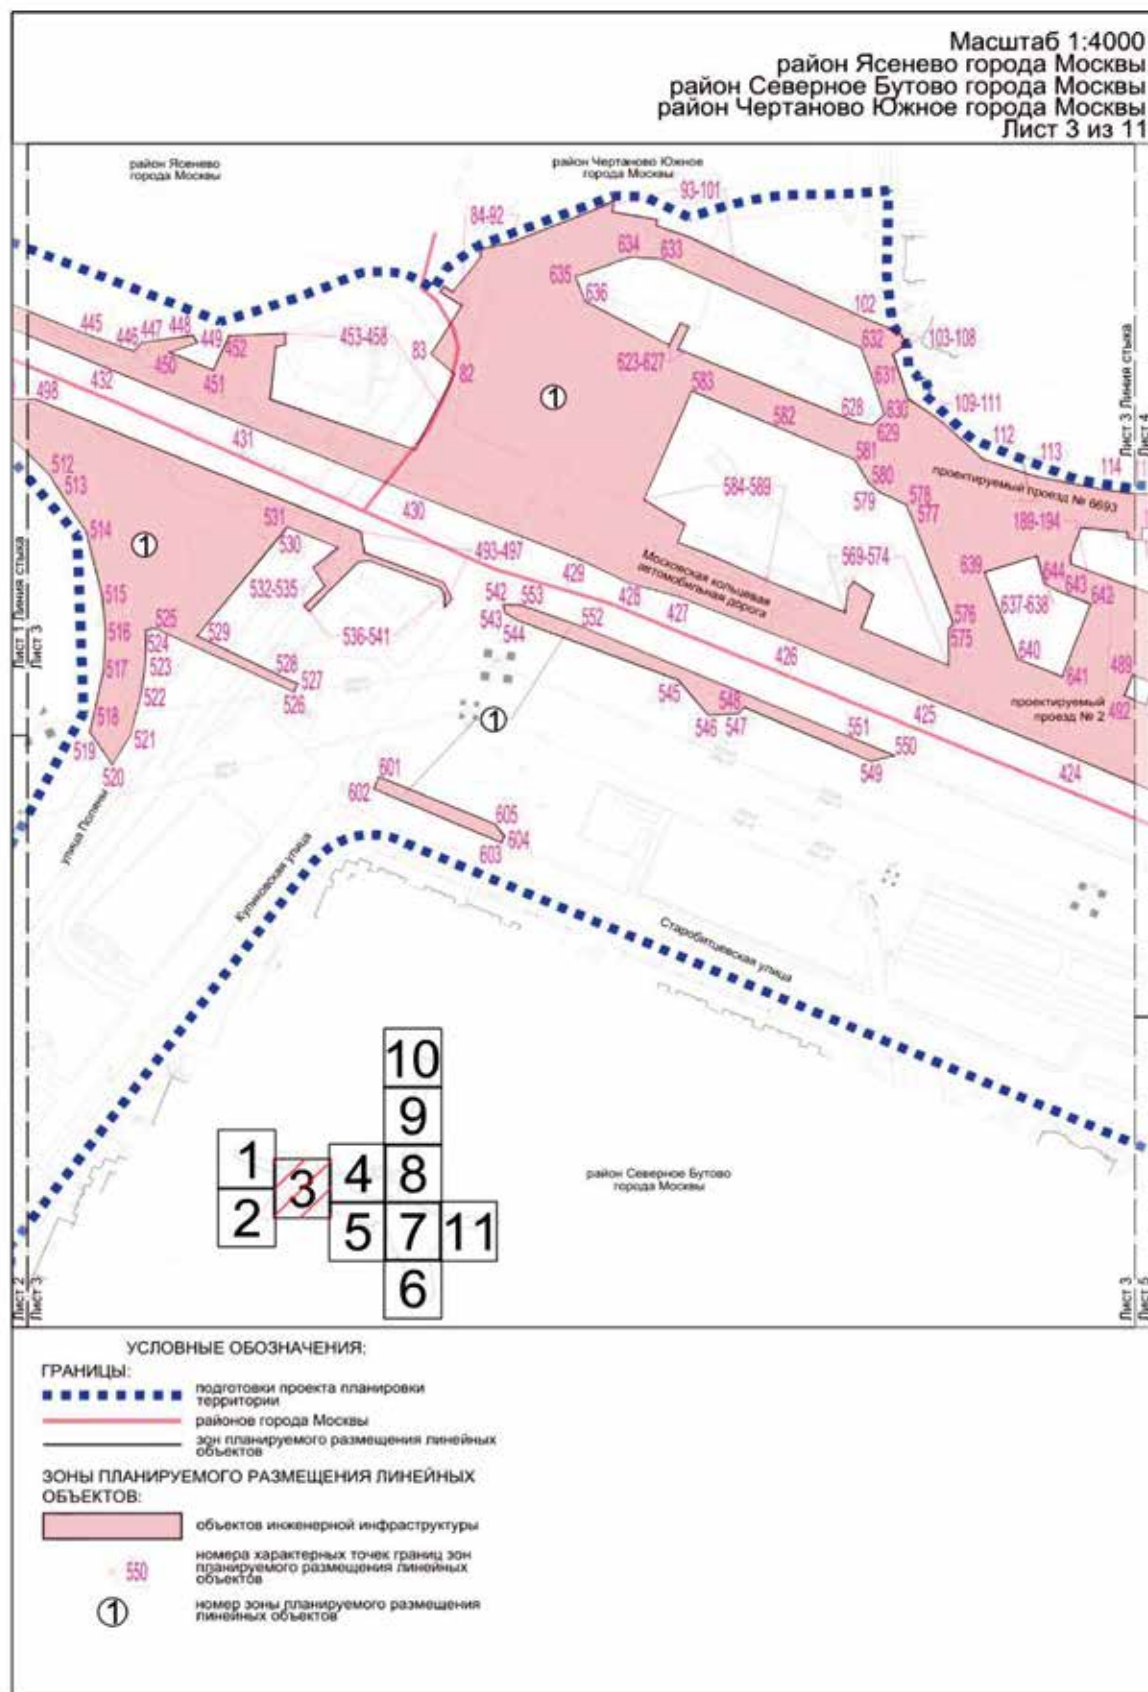 Масштаб 1:4000
район Ясенево города Москвы
район Северное Бутово города Москвы
район Чертаново Южное города Москвы
Лист 3 из 11
район Ясенево
города Москвы
район Чертаново Южное
города Москвы
93-101
84-92
634
633
635
636
102
103-108
445
446
447
448
449
450
451
452
453-458
83
82
632
631
630
623-627
583
109-111
112
113
114
Лист 3 Линия стыка
Лист 4
498
432
431
430
582
628
629
581
580
579
578
577
проектируемый проезд № 6693
189-194
512
513
514
1
1
531
530
493-497
584-589
569-574
Московская кольцевая
автомобильная дорога
429
428
427
426
425
424
639
644
643
642
637-638
640
641
576
575
489
492
проектируемый
проезд № 2
Лист 1 Линия стыка
Лист 3
515
516
517
518
519
520
521
522
523
524
525
532-535
536-541
529
528
527
526
542
553
543
544
552
545
546
547
548
551
550
549
1
601
602
605
604
603
улица Поляны
Куликовская улица
Старобитцевская улица
район Северное Бутово
города Москвы
10
9
1
3
4
8
2
5
7
11
6
Лист 2
Лист 3
Лист 3
Лист 5
УСЛОВНЫЕ ОБОЗНАЧЕНИЯ:
ГРАНИЦЫ:
подготовки проекта планировки
территории
районов города Москвы
зон планируемого размещения линейных
объектов
ЗОНЫ ПЛАНИРУЕМОГО РАЗМЕЩЕНИЯ ЛИНЕЙНЫХ
ОБЪЕКТОВ:
объектов инженерной инфраструктуры
550
номера характерных точек границ зон
планируемого размещения линейных
объектов
1
номер зоны планируемого размещения
линейных объектов